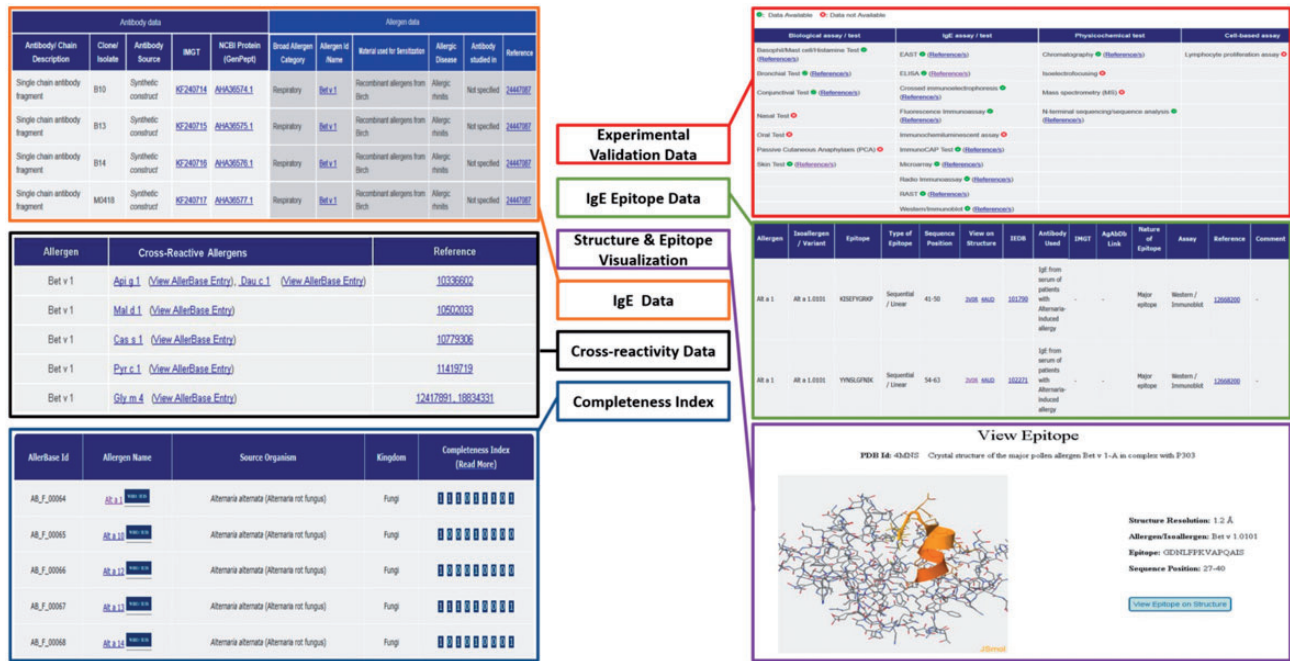 Antibody data
Allergen data
Antibody/ Chain Description
Clone/ Isolate
Antibody Source
IMGT
NCBI Protein (GenPept)
Broad Allergen Category
Allergen Id /Name
Material used for Sensitization
Allergic Disease
Antibody studied in
Reference
Single chain antibody fragment B10 Synthetic construct KF240714 AHA36574.1 Respiratory Bet v 1 Recombinant allergens from Birch Allergic rhinitis Not specified 24447087
Single chain antibody fragment B13 Synthetic construct KF240715 AHA36575.1 Respiratory Bet v 1 Recombinant allergens from Birch Allergic rhinitis Not specified 24447087
Single chain antibody fragment B14 Synthetic construct KF240716 AHA36576.1 Respiratory Bet v 1 Recombinant allergens from Birch Allergic rhinitis Not specified 24447087
Single chain antibody fragment M0418 Synthetic construct KF240717 AHA36577.1 Respiratory Bet v 1 Recombinant allergens from Birch Allergic rhinitis Not specified 24447087
Allergen Cross-Reactive Allergens Reference
Bet v 1 Api g 1 (View AllerBase Entry), Dau c 1 (View AllerBase Entry) 10336602
Bet v 1 Mal d 1 (View AllerBase Entry) 10502033
Bet v 1 Cas s 1 (View AllerBase Entry) 10779306
Bet v 1 Pyr c 1 (View AllerBase Entry) 11419719
Bet v 1 Gly m 4 (View AllerBase Entry) 12417891, 18834331
AllerBase Id Allergen Name Source Organism Kingdom Completeness Index (Read More)
AB_F_00064 Alt a 1 Alternaria alternata (Alternaria rot fungus) Fungi 1 1 1 0 1 1 1 0 1
AB_F_00065 Alt a 10 Alternaria alternata (Alternaria rot fungus) Fungi
AB_F_00066 Alt a 12 Alternaria alternata (Alternaria rot fungus) Fungi
AB_F_00067 Alt a 13 Alternaria alternata (Alternaria rot fungus) Fungi
AB_F_00068 Alt a 14 Alternaria alternata (Alternaria rot fungus) Fungi
Experimental
Validation Data
IgE Epitope Data
Structure & Epitope
Visualization
IgE Data
Cross-reactivity Data
Completeness Index
: Data Available : Data not Available
Biological assay / test IgE assay / test Physicochemical test Cell-based assay
Basophil/Mast cell/Histamine Test (Reference/s)
Bronchial Test (Reference/s)
Conjunctival Test (Reference/s)
Nasal Test
Oral Test
Passive Cutaneous Anaphylaxis (PCA)
Skin Test (Reference/s)
EAST (Reference/s)
ELISA (Reference/s)
Crossed immunoelectrophoresis (Reference/s)
Fluorescence Immunoassay (Reference/s)
Immunochemiluminescent assay
ImmunoCAP Test (Reference/s)
Microarray (Reference/s)
Radio Immunoassay (Reference/s)
RAST (Reference/s)
Western/Immunoblot (Reference/s)
Chromatography (Reference/s)
Isoelectrofocusing
Mass spectrometry (MS)
N-terminal sequencing/sequence analysis (Reference/s)
Lymphocyte proliferation assay
Allergen Isoallergen / Variant Epitope Type of Epitope Sequence Position View on Structure IEDB Antibody Used IMGT AgAbDb Link Nature of Epitope Assay Reference Comment
Alt a 1 Alt a 1.0101 KISEFYGRKP Sequential / Linear 41-50 3V0R 4AUD 101798 IgE from serum of patients with Alternaria-induced allergy - - Major epitope Western / Immunoblot 12668200 -
Alt a 1 Alt a 1.0101 YYNSLGFNIK Sequential / Linear 54-63 3V0R 4AUD 102271 IgE from serum of patients with Alternaria-induced allergy - - Major epitope Western / Immunoblot 12668200 -
View Epitope
PDB Id: 4MNS Crystal structure of the major pollen allergen Bet v 1-A in complex with P303
Structure Resolution: 1.2 Å
Allergen/Isoallergen: Bet v 1.0101
Epitope: GDNLFPKVAPQAIS
Sequence Position: 27-40
View Epitope on Structure
JSmol